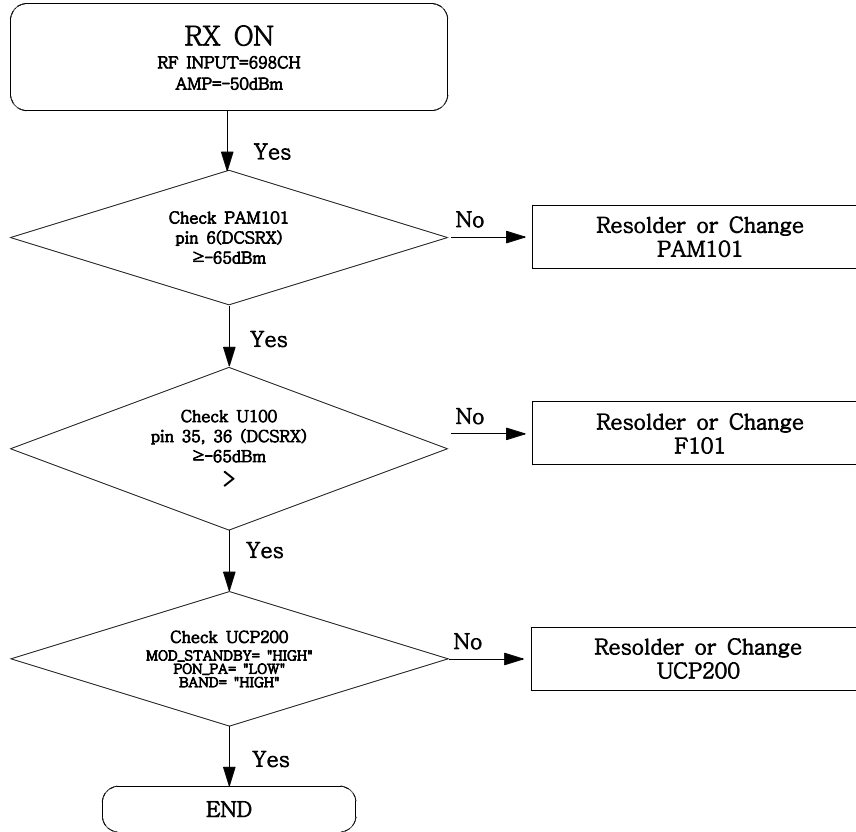 RX ON
RF INPUT=698CH
AMP=-50dBm
Yes
Check PAM101
pin 6(DCSRX)
≥-65dBm
No
Resolder or Change
PAM101
Yes
Check U100
pin 35, 36 (DCSRX)
≥-65dBm
>
No
Resolder or Change
F101
Yes
Check UCP200
MOD_STANDBY= "HIGH"
PON_PA= "LOW"
BAND= "HIGH"
No
Resolder or Change
UCP200
Yes
END